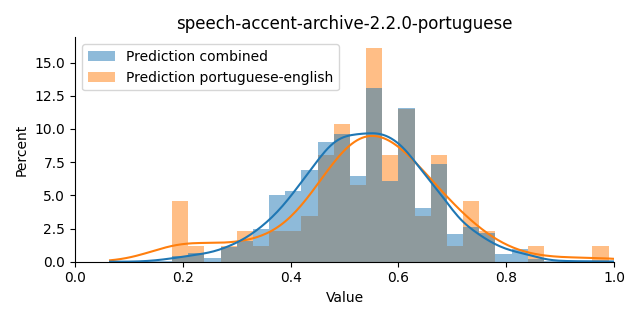 speech-accent-archive-2.2.0-portuguese
Prediction combined
Prediction portuguese-english
15.0
12.5
10.0
7.5
5.0
2.5
0.0
Percent
0.0 0.2 0.4 0.6 0.8 1.0
Value